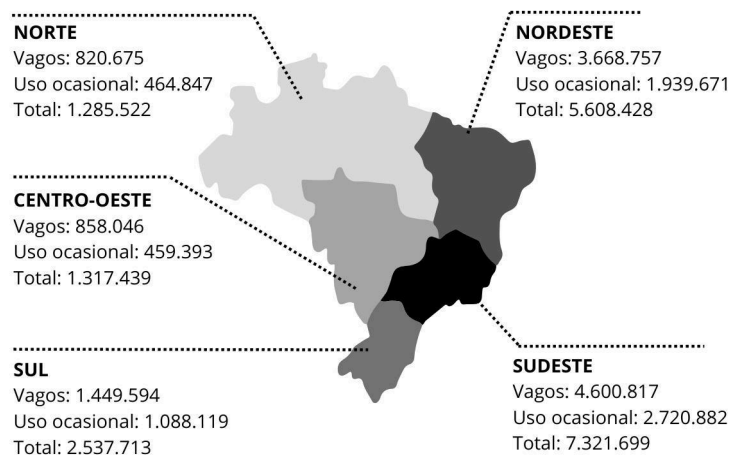 NORTE
Vagos: 820.675
Uso ocasional: 464.847
Total: 1.285.522
NORDESTE
Vagos: 3.668.757
Uso ocasional: 1.939.671
Total: 5.608.428
CENTRO-OESTE
Vagos: 858.046
Uso ocasional: 459.393
Total: 1.317.439
SUL
Vagos: 1.449.594
Uso ocasional: 1.088.119
Total: 2.537.713
SUDESTE
Vagos: 4.600.817
Uso ocasional: 2.720.882
Total: 7.321.699